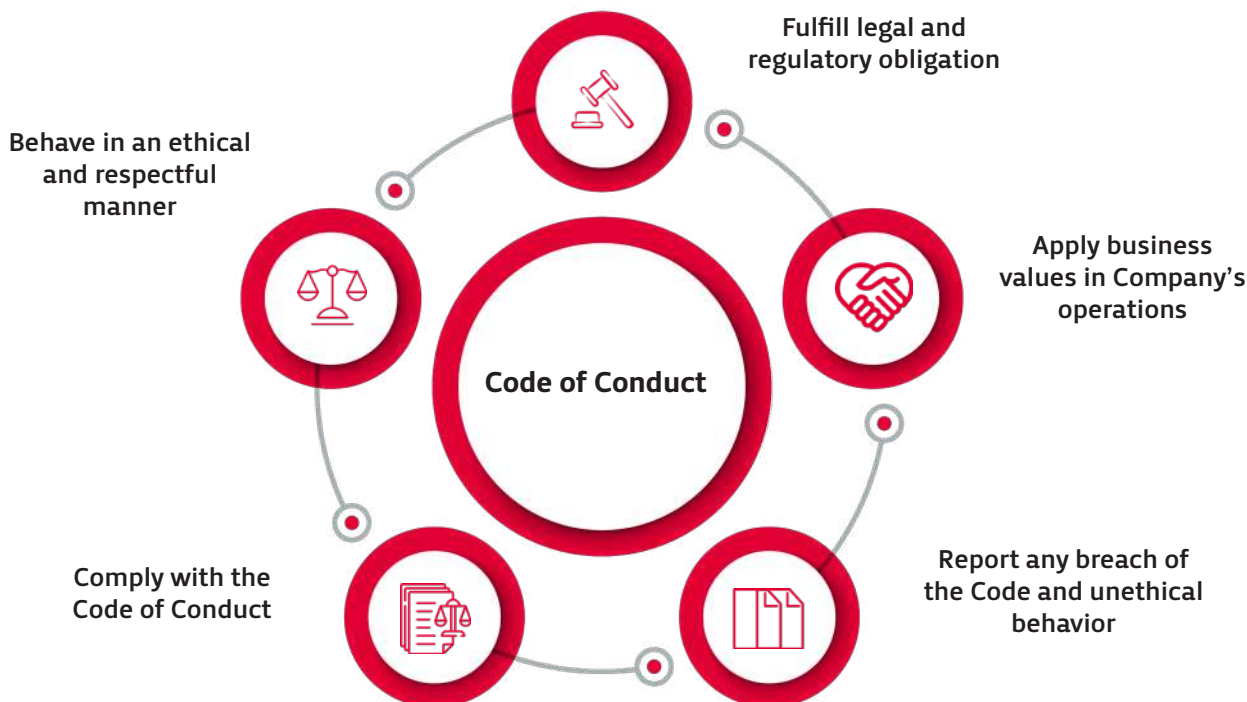 Fulfill legal and
regulatory obligation
Behave in an ethical
and respectful
manner
Apply business
values in Company’s
operations
Code of Conduct
Report any breach of
the Code and unethical
behavior
Comply with the
Code of Conduct